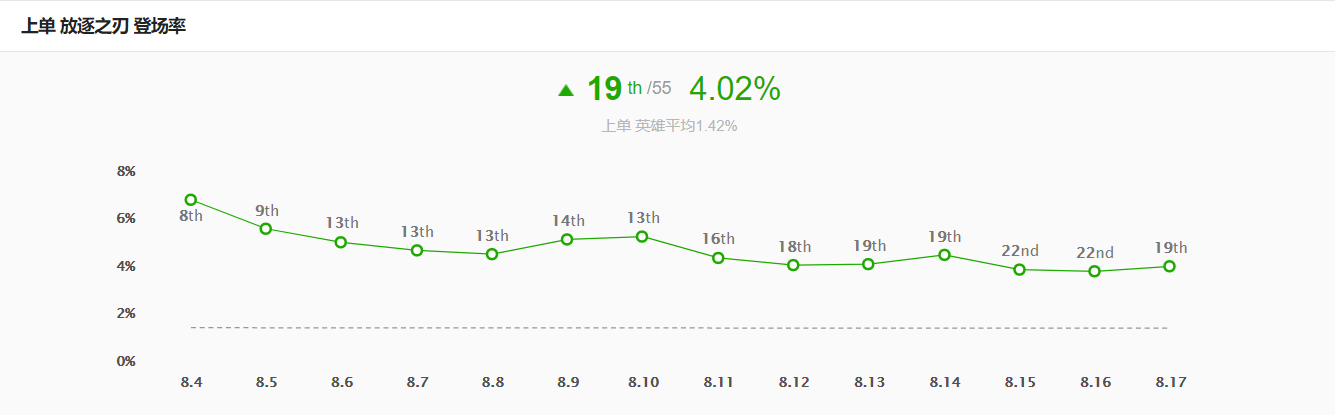 上单 放逐之刃 登场率
▲ 19 th /55 4.02%
上单 英雄平均1.42%
8%
6%
4%
2%
0%
8th 9th 13th 13th 13th 14th 13th 16th 18th 19th 19th 22nd 22nd 19th
8.4 8.5 8.6 8.7 8.8 8.9 8.10 8.11 8.12 8.13 8.14 8.15 8.16 8.17